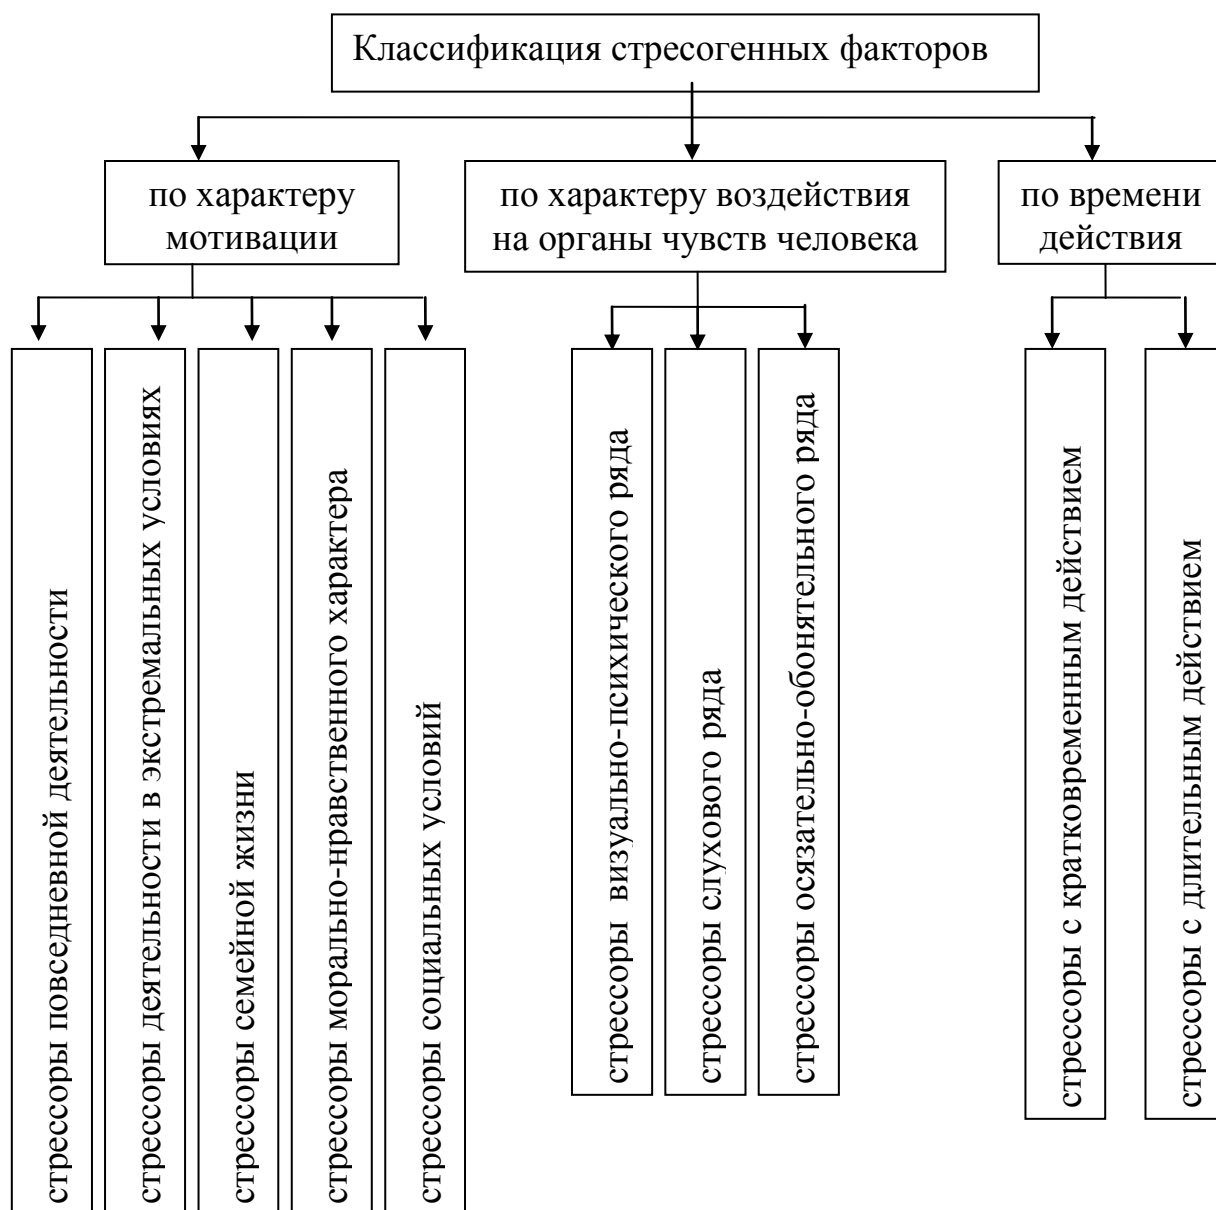 Классификация стресогенных факторов
по характеру
мотивации
по характеру воздействия
на органы чувств человека
по времени
действия
стрессоры повседневной деятельности
стрессоры деятельности в экстремальных условиях
стрессоры семейной жизни
стрессоры морально-нравственного характера
стрессоры социальных условий
стрессоры визуально-психического ряда
стрессоры слухового ряда
стрессоры осязательно-обонятельного ряда
стрессоры с кратковременным действием
стрессоры с длительным действием